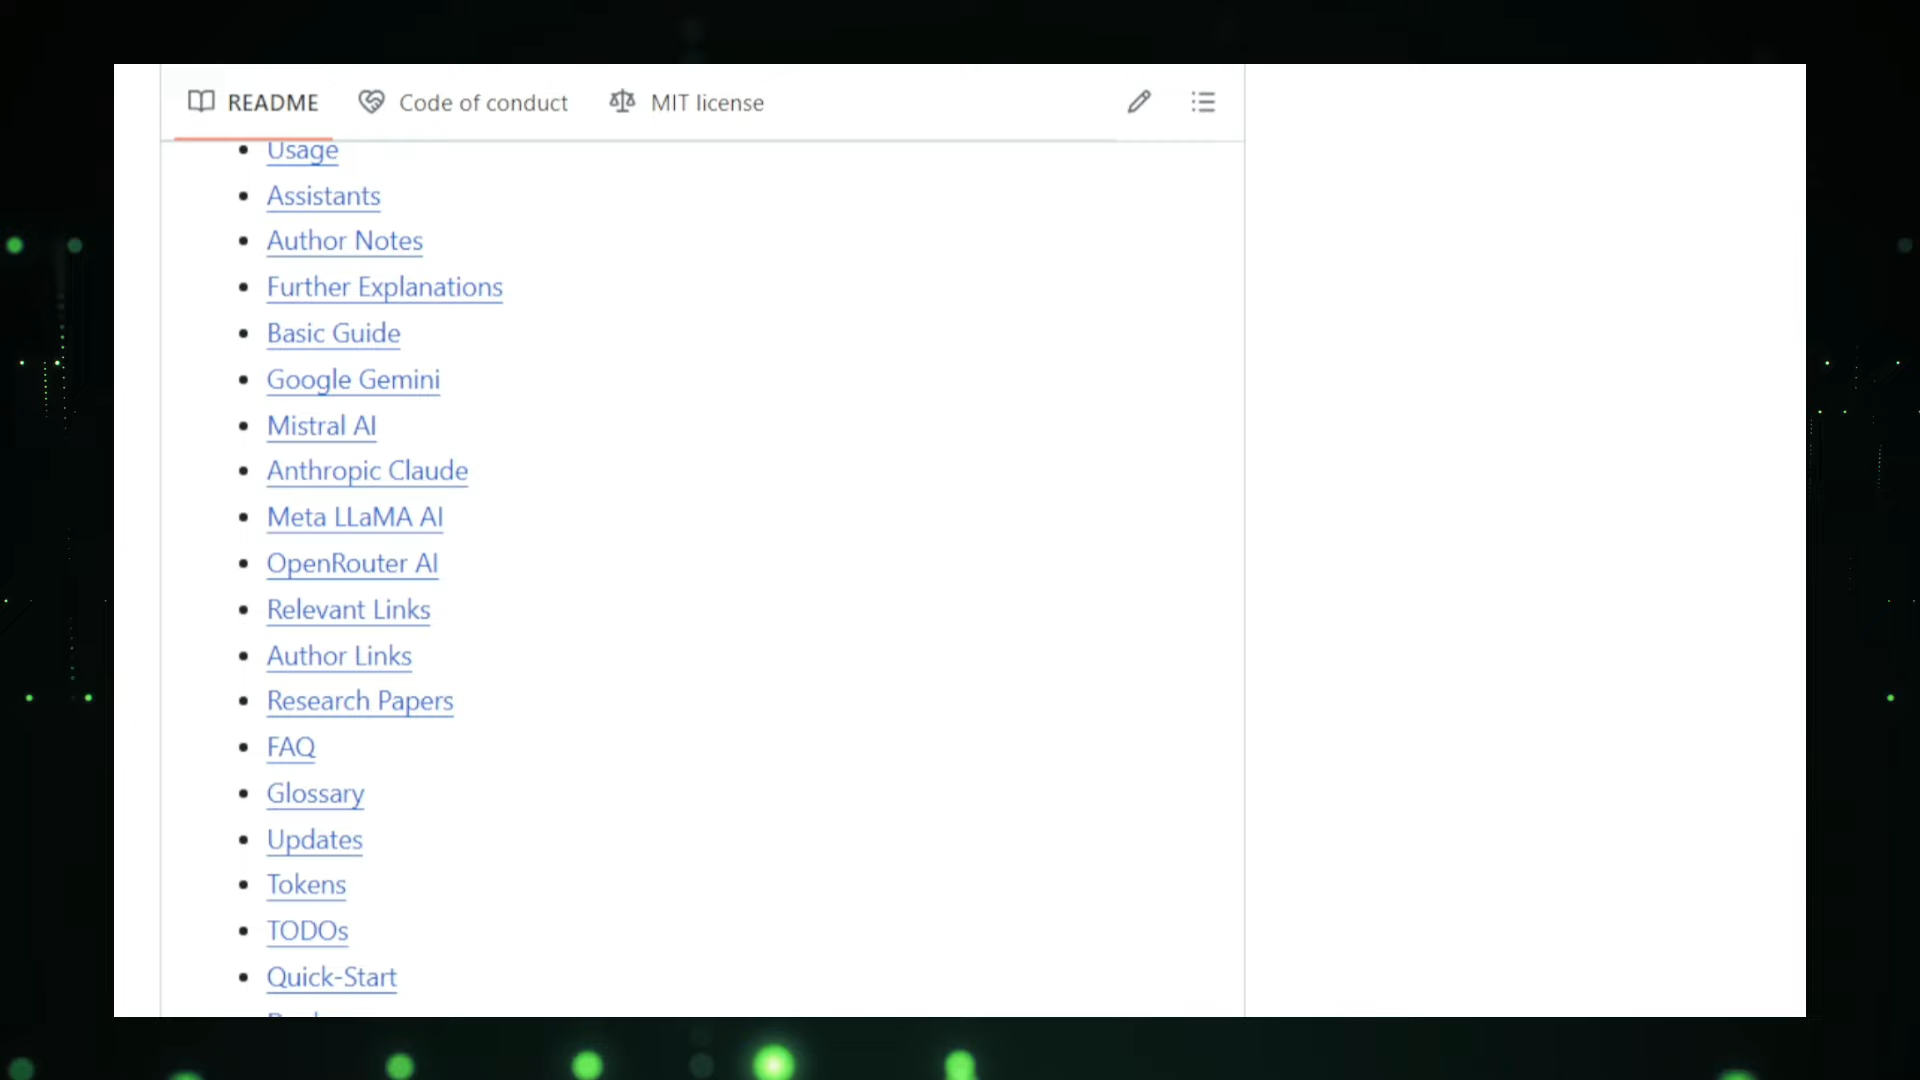 README Code of conduct MIT license
Usage
Assistants
Author Notes
Further Explanations
Basic Guide
Google Gemini
Mistral AI
Anthropic Claude
Meta LLaMA AI
OpenRouter AI
Relevant Links
Author Links
Research Papers
FAQ
Glossary
Updates
Tokens
TODOs
Quick-Start